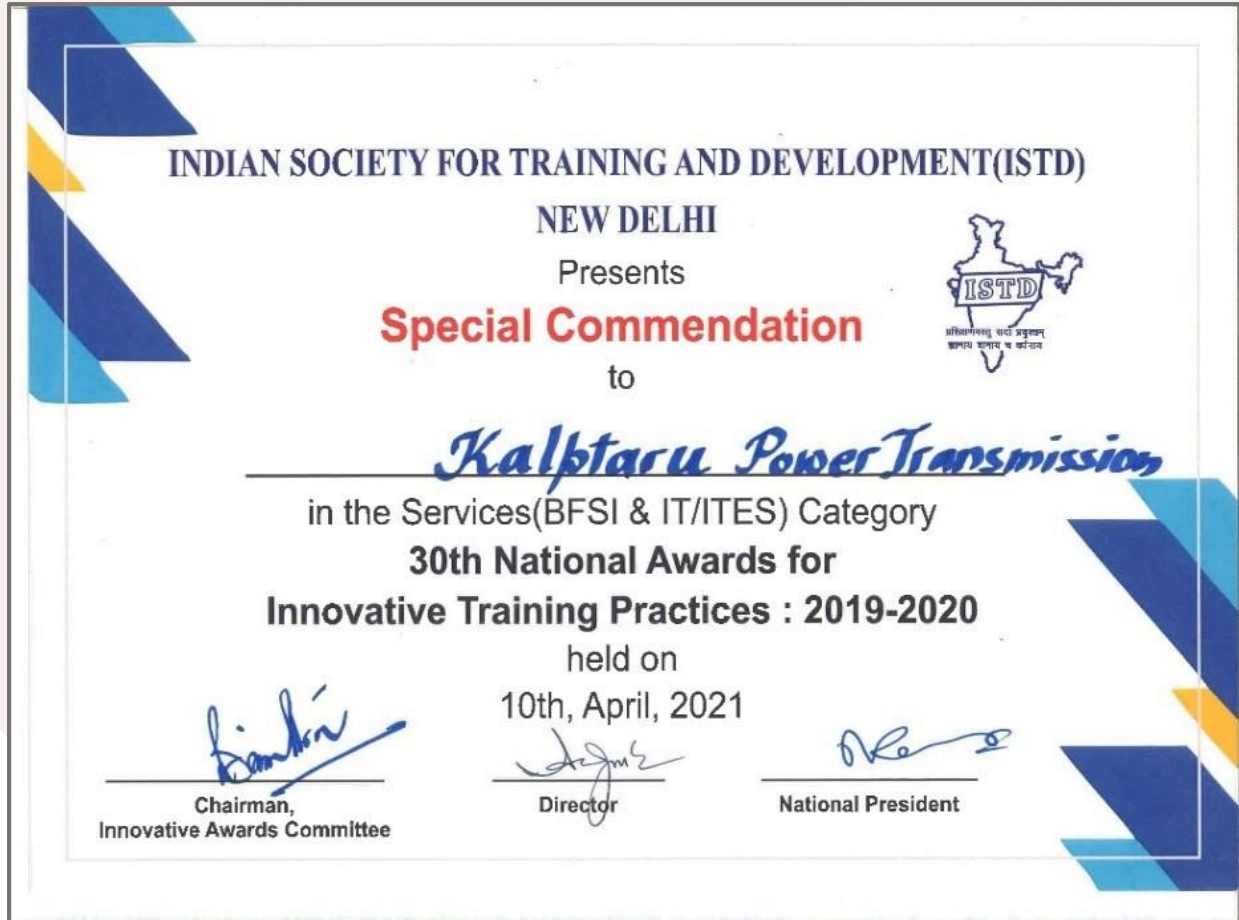 INDIAN SOCIETY FOR TRAINING AND DEVELOPMENT(ISTD)
NEW DELHI
Presents
ISTD
Special Commendation
to
Kalptaru Power Transmission
in the Services(BFSI & IT/ITES) Category
30th National Awards for
Innovative Training Practices : 2019-2020
held on
10th, April, 2021
Chairman,
Innovative Awards Committee
Director
National President